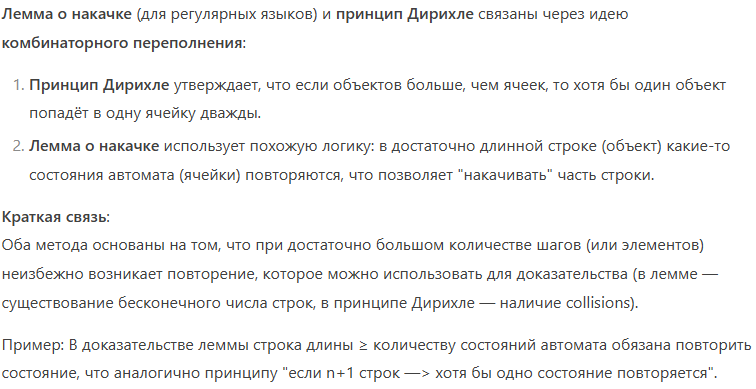 Лемма о накачке (для регулярных языков) и принцип Дирихле связаны через идею
комбинаторного переполнения:
1. Принцип Дирихле утверждает, что если объектов больше, чем ячеек, то хотя бы один объект
попадёт в одну ячейку дважды.
2. Лемма о накачке использует похожую логику: в достаточно длинной строке (объект) какие-то
состояния автомата (ячейки) повторяются, что позволяет "накачивать" часть строки.
Краткая связь:
Оба метода основаны на том, что при достаточно большом количестве шагов (или элементов)
неизбежно возникает повторение, которое можно использовать для доказательства (в лемме —
существование бесконечного числа строк, в принципе Дирихле — наличие collisions).
Пример: В доказательстве леммы строка длины ≥ количеству состояний автомата обязана повторить
состояние, что аналогично принципу "если n+1 строк —> хотя бы одно состояние повторяется".